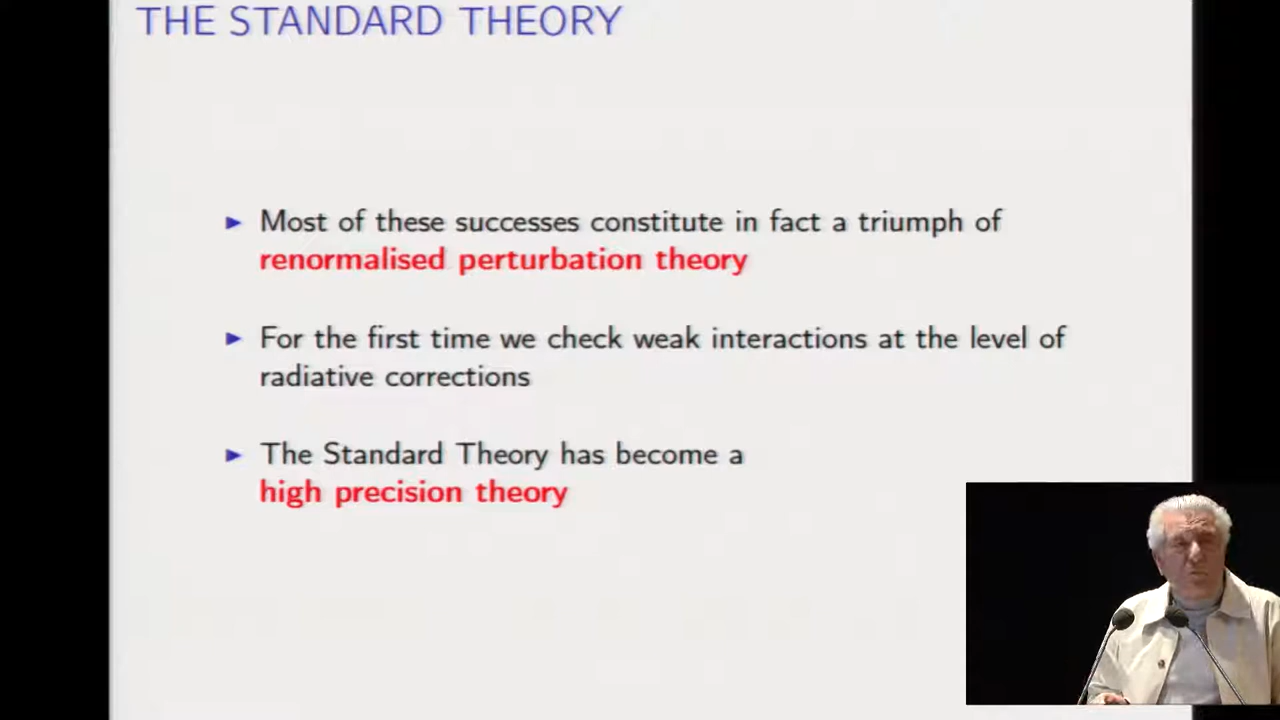 THE STANDARD THEORY
Most of these successes constitute in fact a triumph of
renormalised perturbation theory
For the first time we check weak interactions at the level of
radiative corrections
The Standard Theory has become a
high precision theory